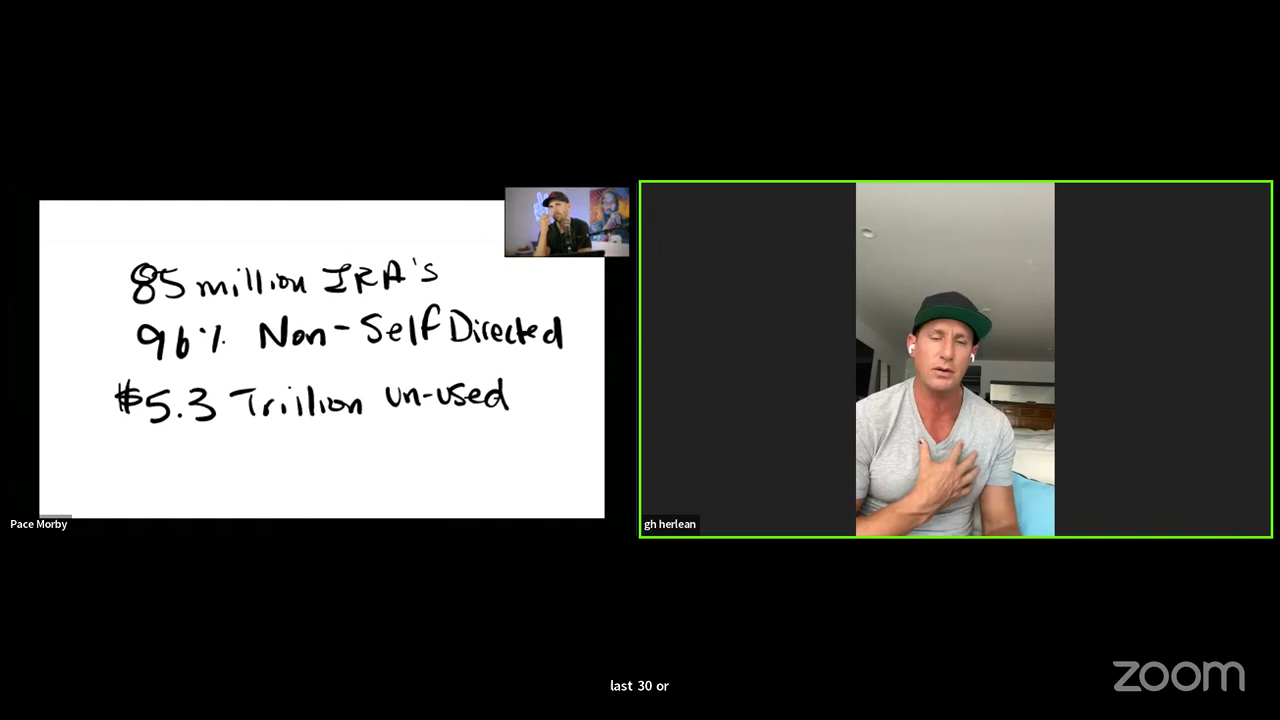 85 million IRA's
96% Non-Self Directed
$5.3 Trillion un-used
Pace Morby
gh herlean
last 30 or
zoom